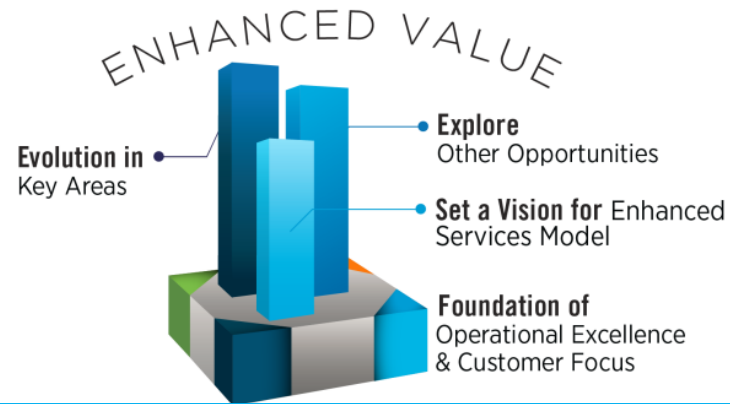 ENHANCED VALUE
Evolution in
Key Areas
Explore
Other Opportunities
Set a Vision for Enhanced
Services Model
Foundation of
Operational Excellence
& Customer Focus